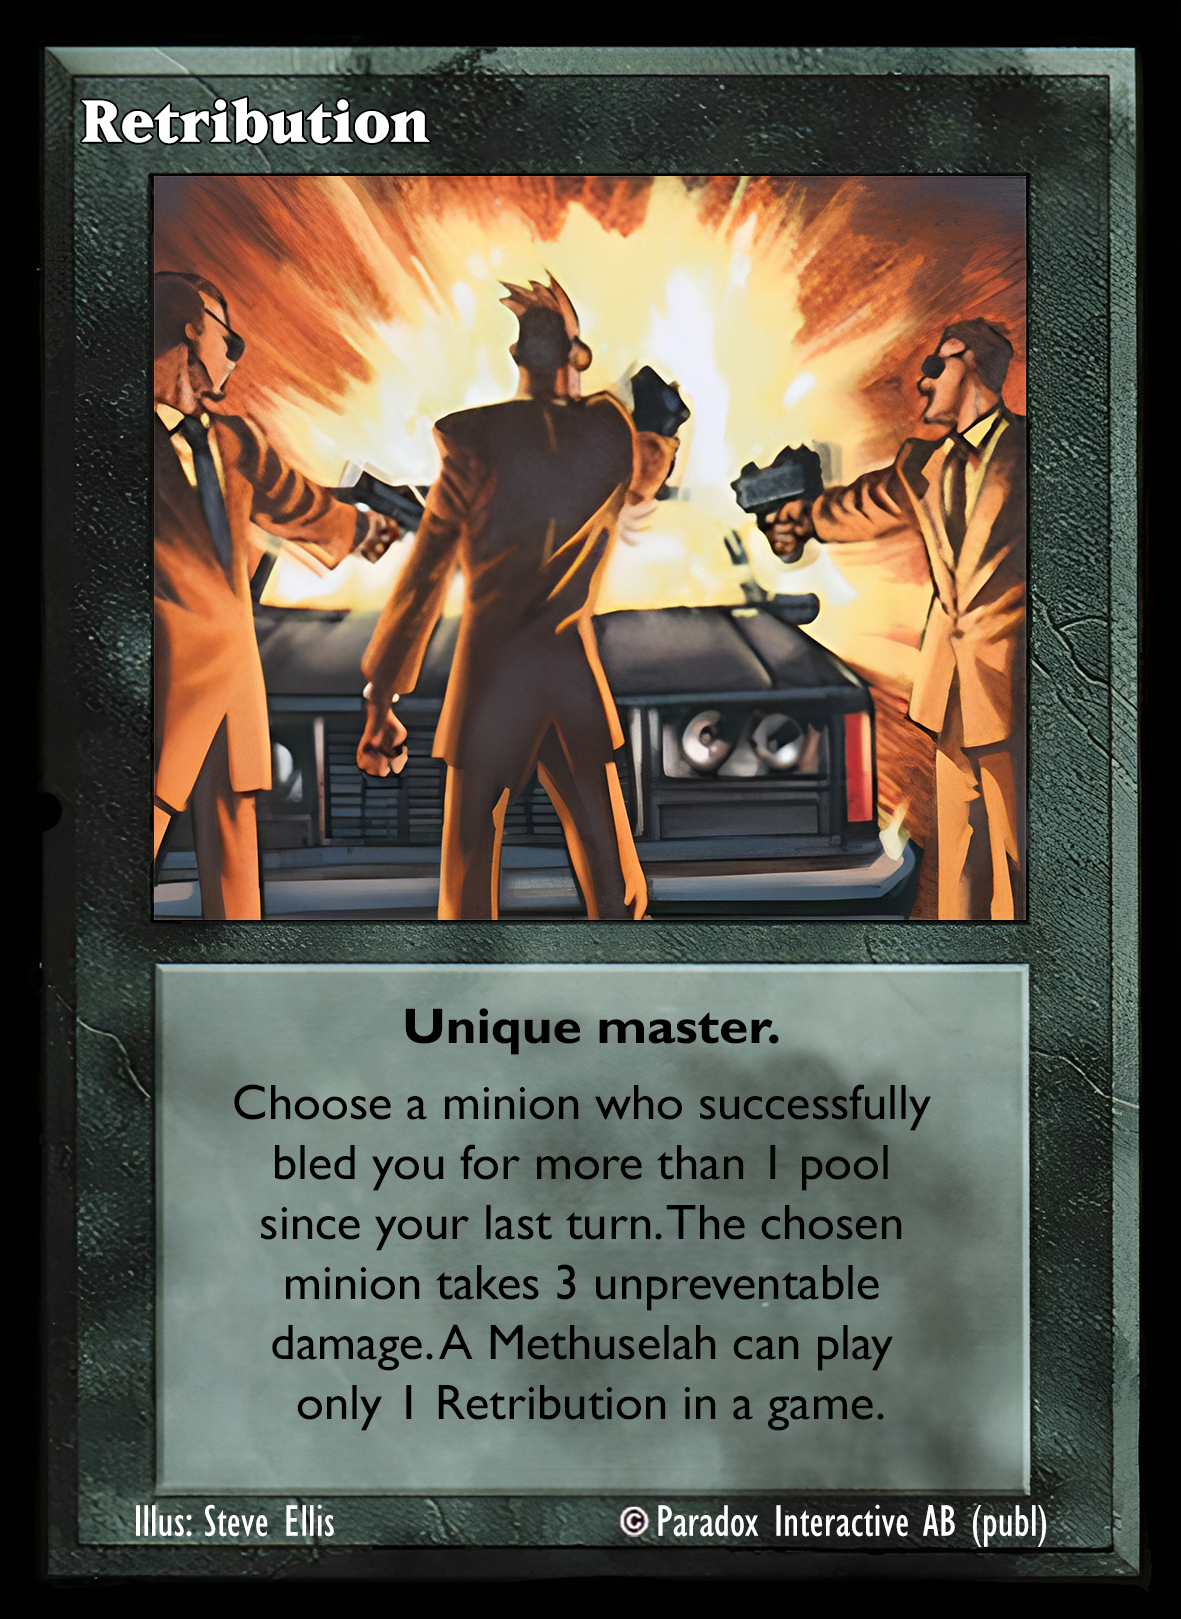 Retribution
Unique master.
Choose a minion who successfully
bled you for more than 1 pool
since your last turn. The chosen
minion takes 3 unpreventable
damage. A Methuselah can play
only 1 Retribution in a game.
Illus: Steve Ellis
© Paradox Interactive AB (publ)